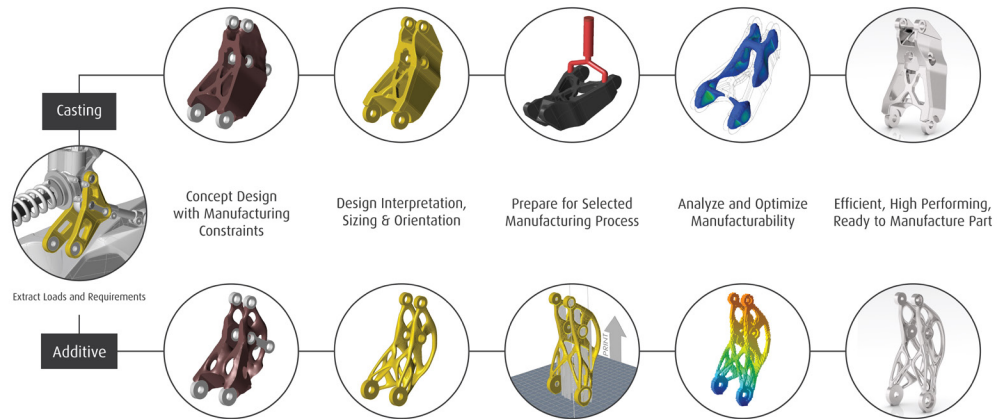 Casting
Concept Design
with Manufacturing
Constraints
Design Interpretation,
Sizing & Orientation
Prepare for Selected
Manufacturing Process
Analyze and Optimize
Manufacturability
Efficient, High Performing,
Ready to Manufacture Part
Extract Loads and Requirements
Additive
PRINT